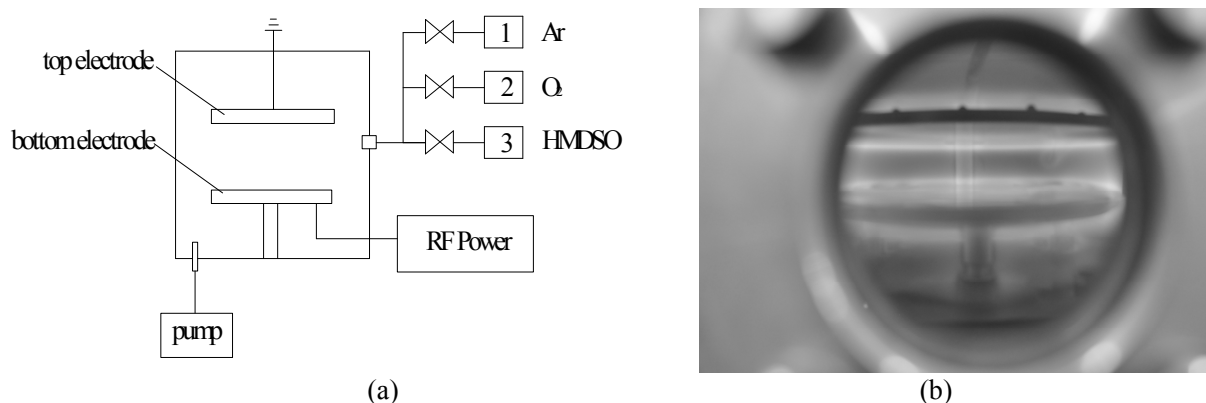 1 Ar
top electrode
2 O₂
bottom electrode
3 HMDSO
RF Power
pump
(a) (b)